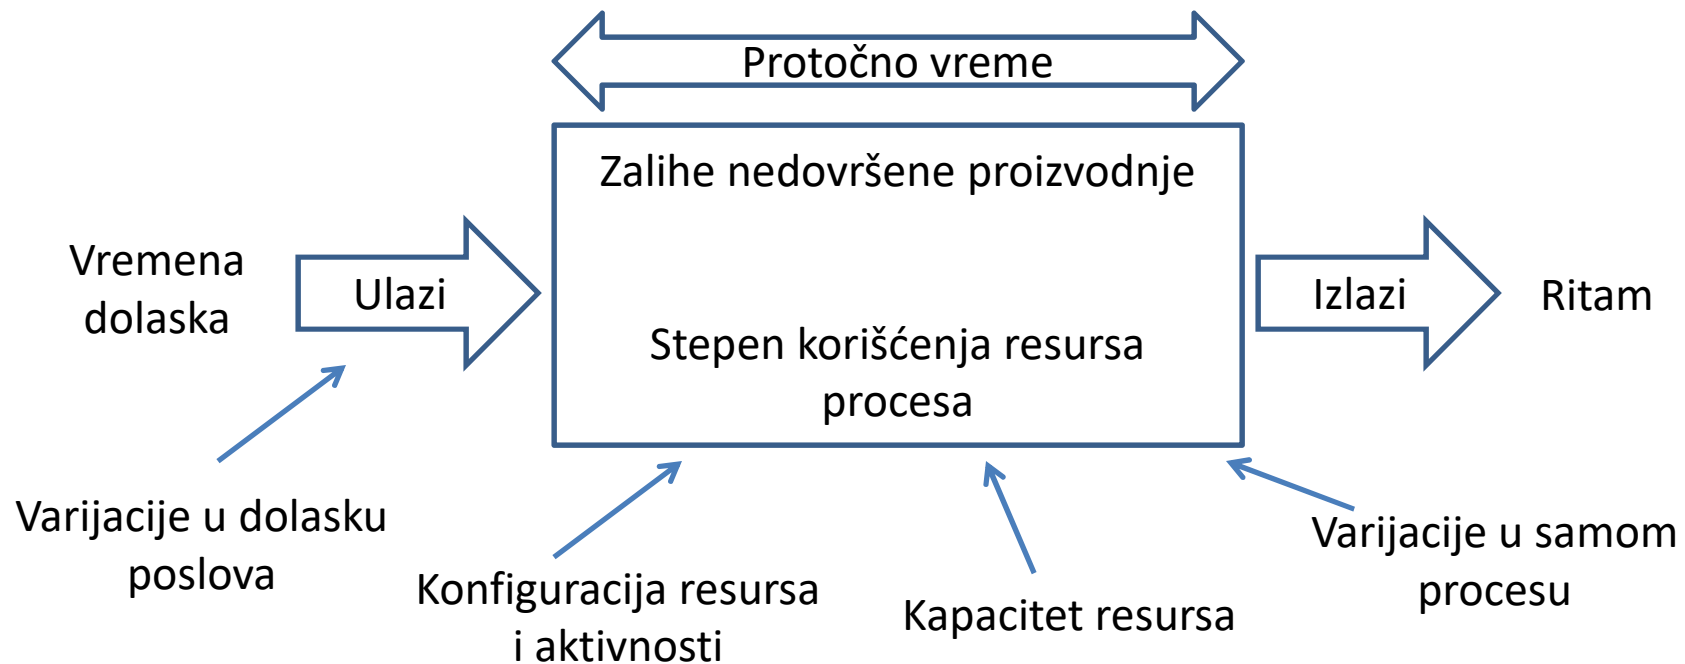 Protočno vreme
Zalihe nedovršene proizvodnje
Vremena
dolaska
Ulazi
Stepen korišćenja resursa
procesa
Izlazi
Ritam
Varijacije u dolasku
poslova
Konfiguracija resursa
i aktivnosti
Kapacitet resursa
Varijacije u samom
procesu